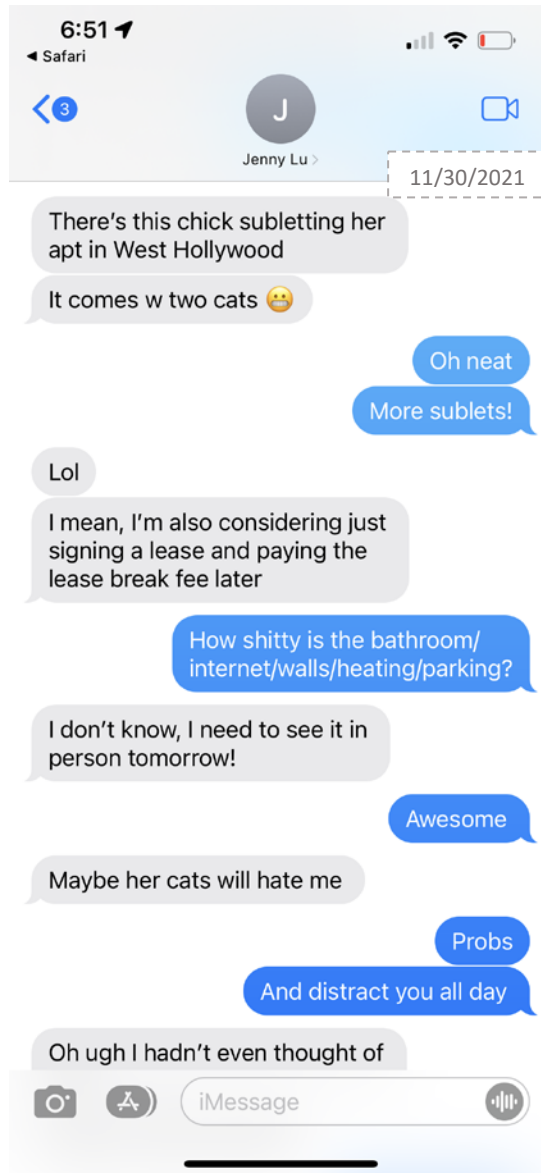 6:51
◀ Safari
3
J
Jenny Lu >
11/30/2021
There’s this chick subletting her
apt in West Hollywood
It comes w two cats 😬
Oh neat
More sublets!
Lol
I mean, I’m also considering just
signing a lease and paying the
lease break fee later
How shitty is the bathroom/
internet/walls/heating/parking?
I don’t know, I need to see it in
person tomorrow!
Awesome
Maybe her cats will hate me
Probs
And distract you all day
Oh ugh I hadn’t even thought of
iMessage